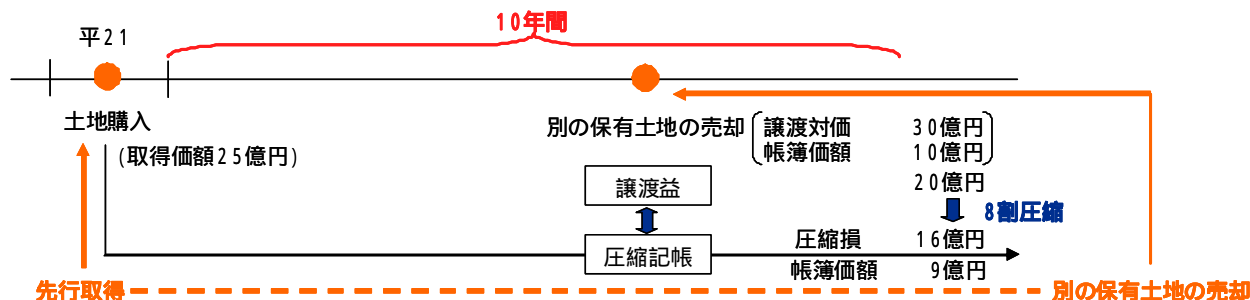 10年間
平21
土地購入
(取得価額25億円)
別の保有土地の売却
譲渡対価 30億円
帳簿価額 10億円
20億円
譲渡益
8割圧縮
圧縮記帳
圧縮損 16億円
帳簿価額 9億円
先行取得
別の保有土地の売却